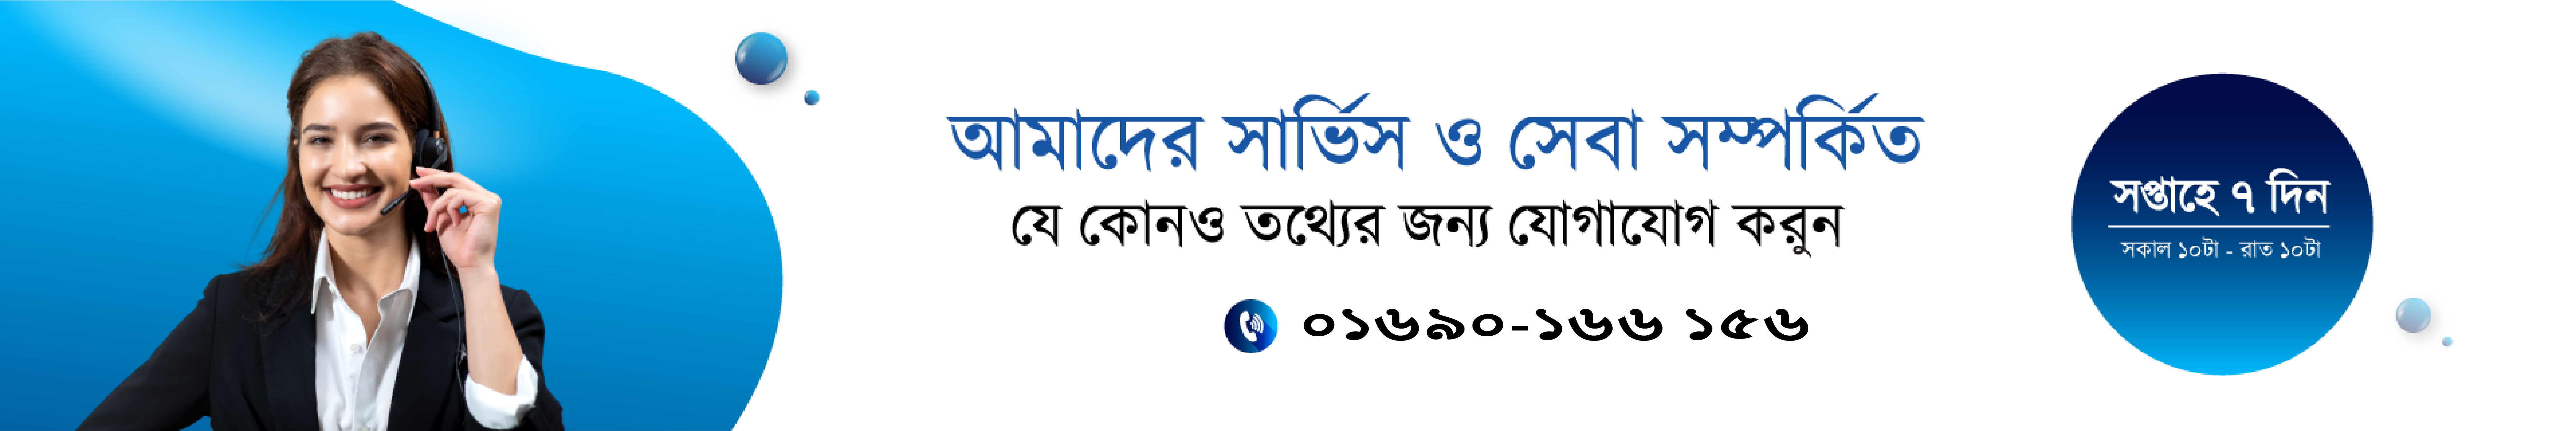 আমাদের সার্ভিস ও সেবা সম্পর্কিত
যে কোনও তথ্যের জন্য যোগাযোগ করুন
০১৬৯০-১৬৬ ১৫৬
সপ্তাহে ৭ দিন
সকাল ১০টা - রাত ১০টা